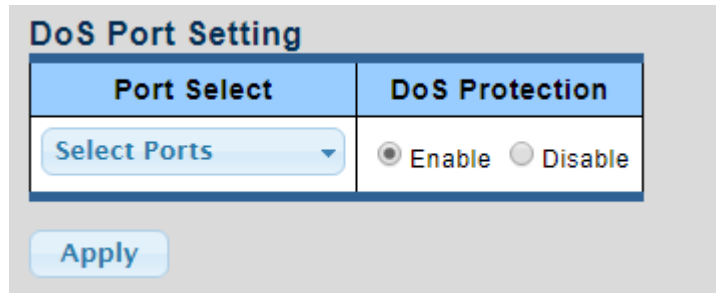 DoS Port Setting
Port Select DoS Protection
Select Ports Enable Disable
Apply